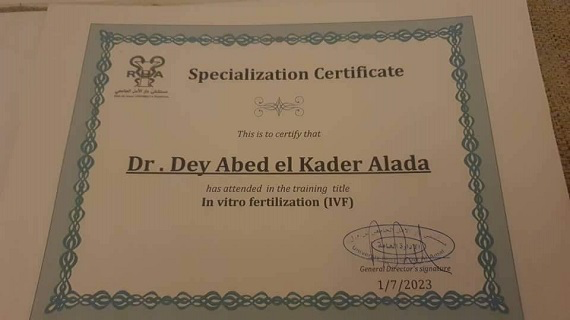 Specialization Certificate
This is to certify that
Dr . Dey Abed el Kader Alada
has attended in the training title
In vitro fertilization (IVF)
General Director's signature
1/7/2023